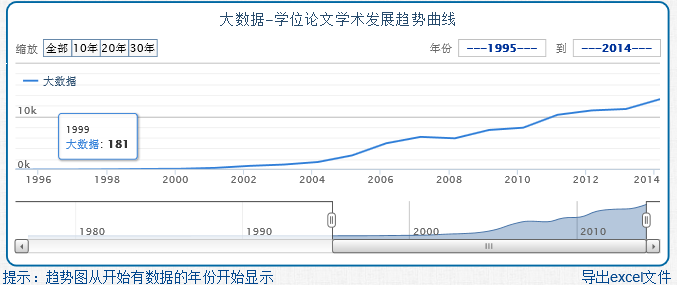 大数据-学位论文学术发展趋势曲线
缩放 全部 10年 20年 30年 年份 ---1995--- 到 ---2014---
大数据
10k
1999
大数据: 181
0k
1996 1998 2000 2002 2004 2006 2008 2010 2012 2014
1980 1990 2000 2010
提示：趋势图从开始有数据的年份开始显示 导出excel文件